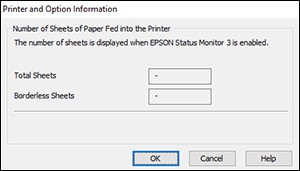 Printer and Option Information
Number of Sheets of Paper Fed into the Printer
The number of sheets is displayed when EPSON Status Monitor 3 is enabled.
Total Sheets -
Borderless Sheets -
OK Cancel Help